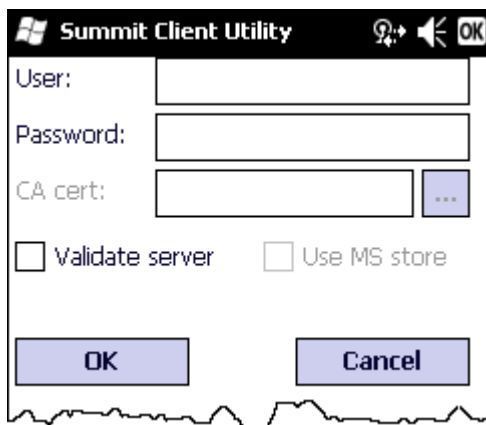 Summit Client Utility OK
User:
Password:
CA cert: ...
Validate server Use MS store
OK Cancel